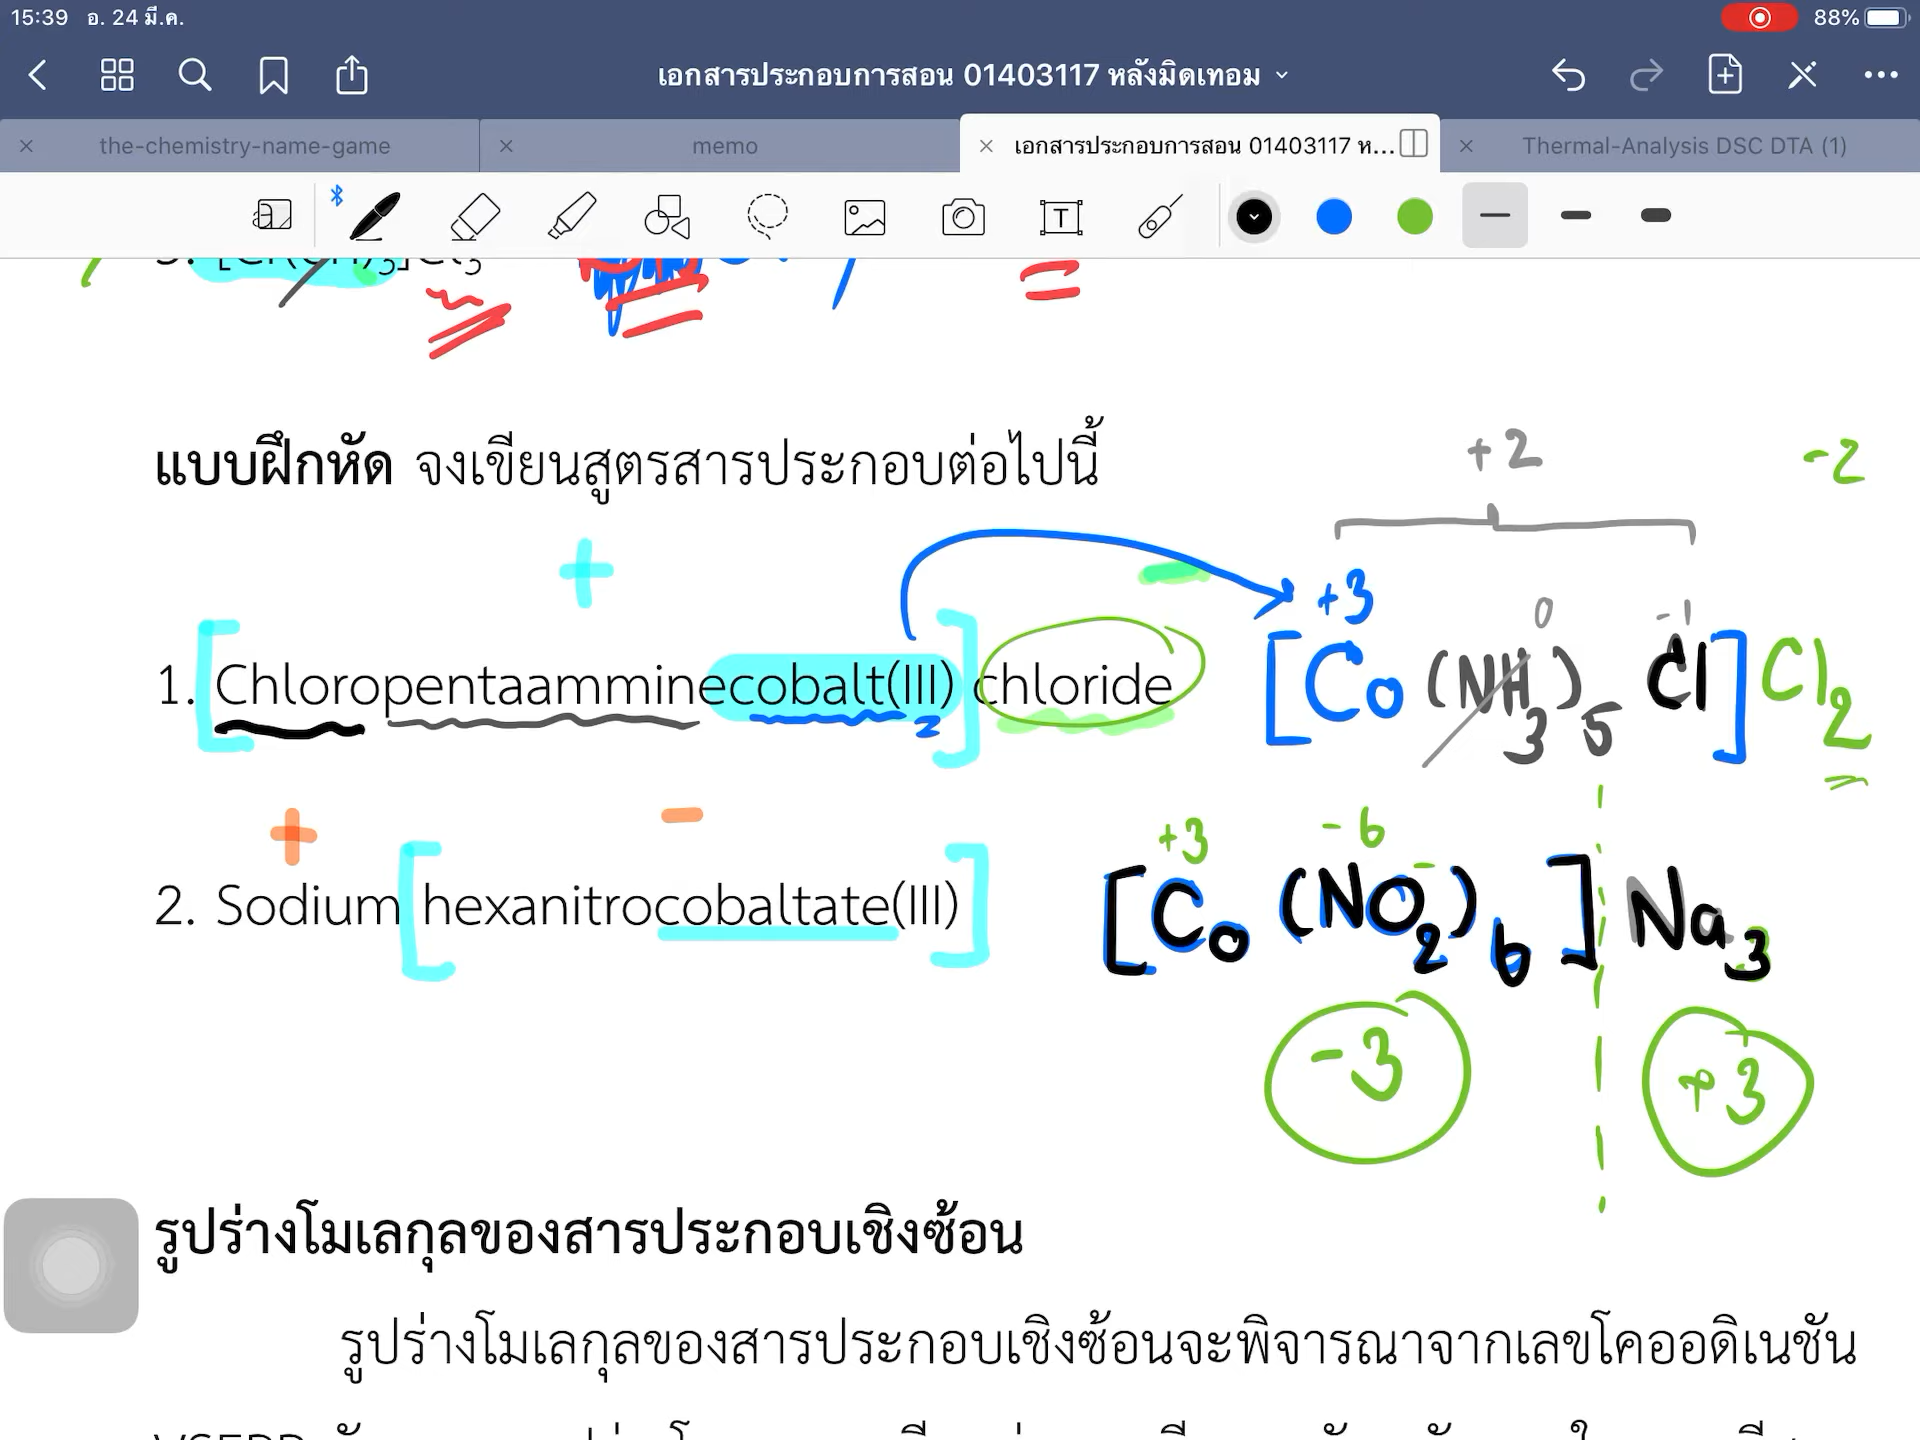 15:39 อ. 24 มี.ค.
88%
เอกสารประกอบการสอน 01403117 หลังมิดเทอม
the-chemistry-name-game
memo
เอกสารประกอบการสอน 01403117 ห...
Thermal-Analysis DSC DTA (1)
แบบฝึกหัด จงเขียนสูตรสารประกอบต่อไปนี้
+2 -2
+ -
+3 0 -1
1. [Chloropentaamminecobalt(III)] chloride [Co(NH3)5Cl]Cl2
+ -
+3 -6
2. Sodium [hexanitrocobaltate(III)] [Co(NO2-)6]Na3
-3 +3
รูปร่างโมเลกุลของสารประกอบเชิงซ้อน
รูปร่างโมเลกุลของสารประกอบเชิงซ้อนจะพิจารณาจากเลขโคออดิเนชัน